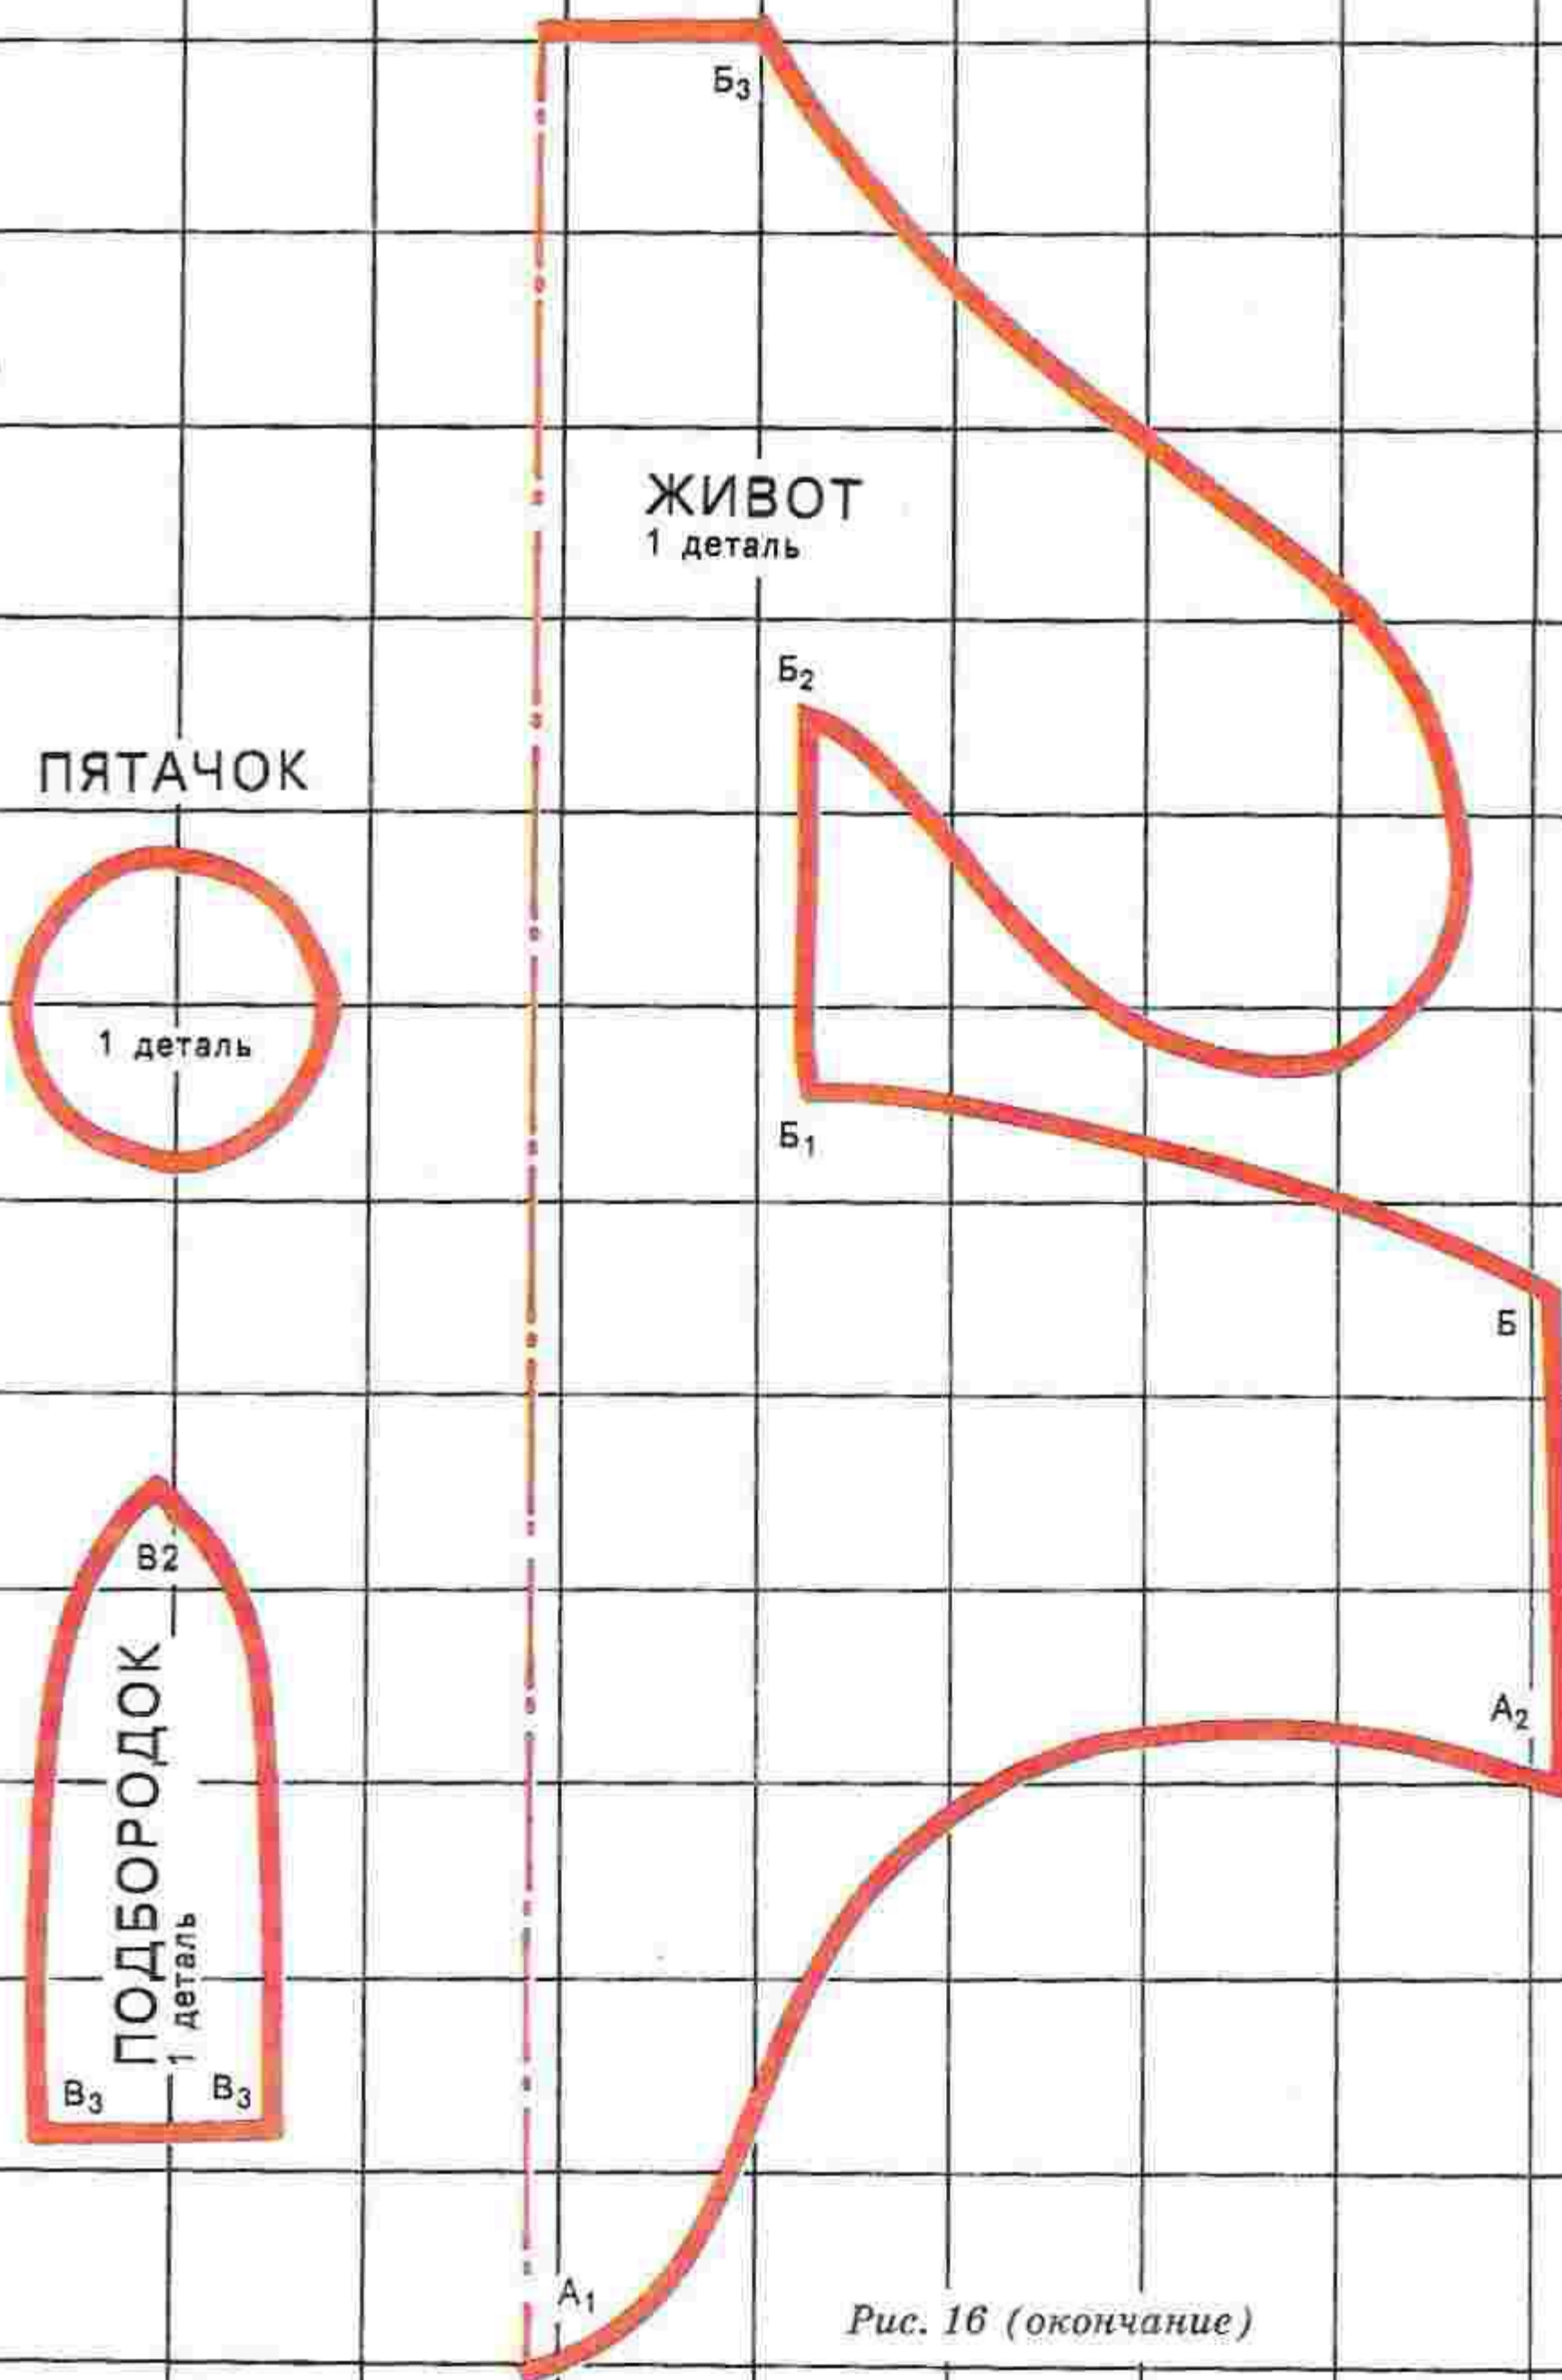 Б3
ЖИВОТ
1 деталь
Б2
ПЯТАЧОК
1 деталь
Б1
Б
В2
ПОДБОРОДОК
1 деталь
В3
В3
А2
А1
Рис. 16 (окончание)